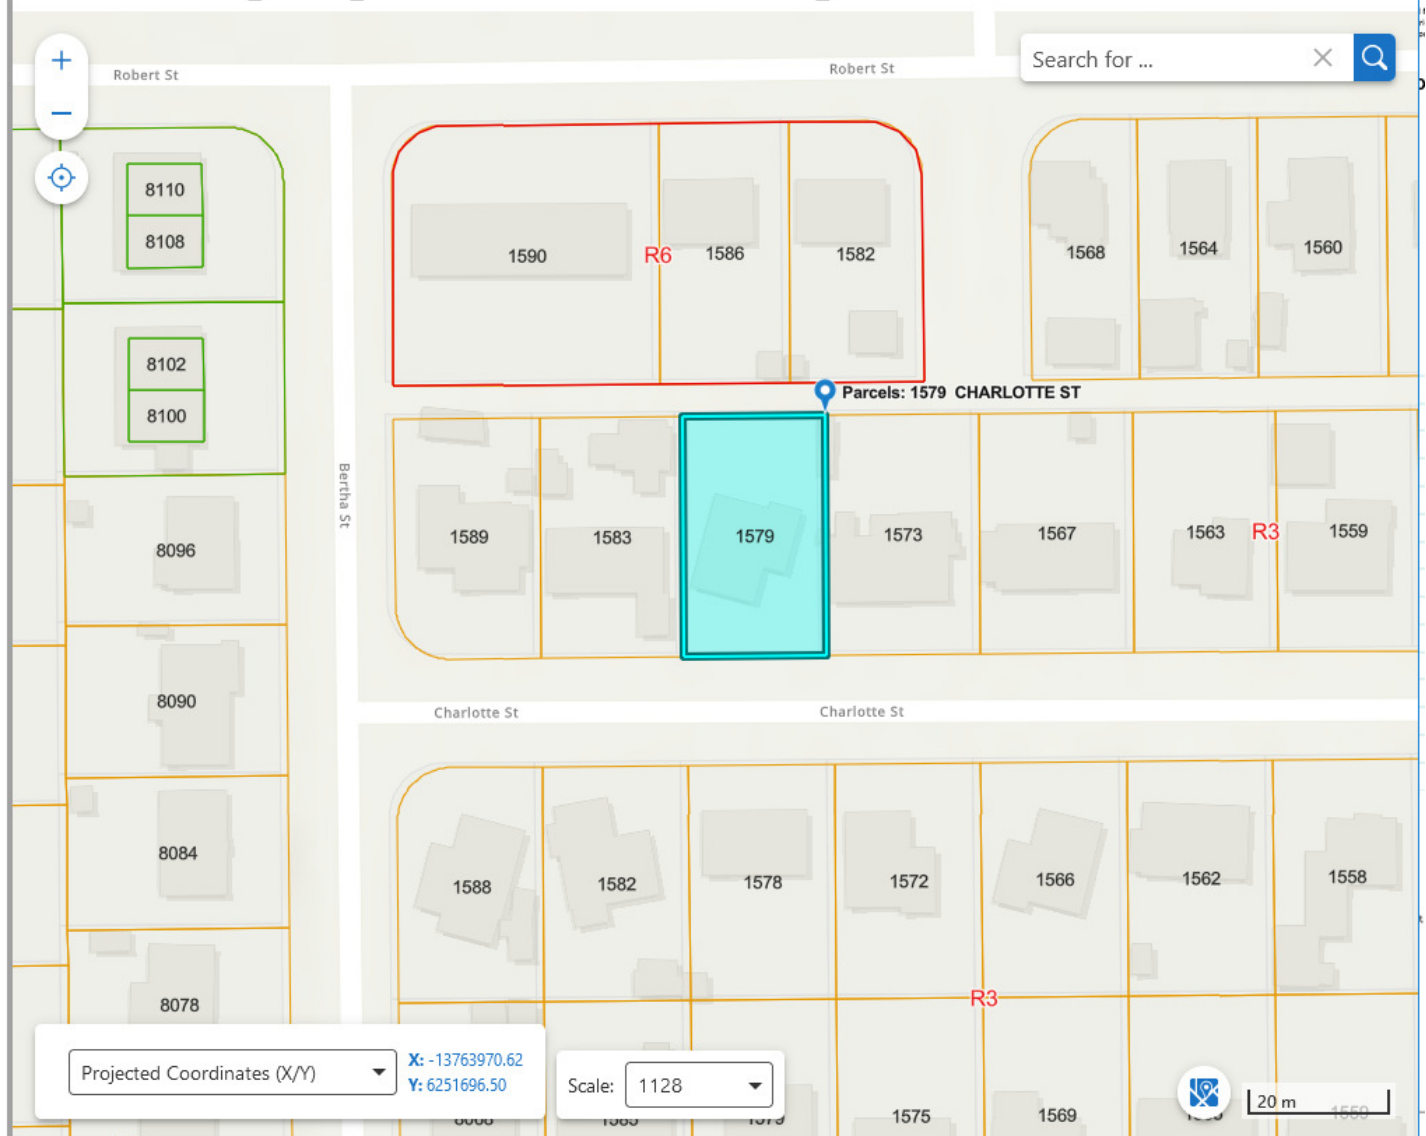 Robert St
Robert St
Search for ...
8110
8108
1590
R6
1586
1582
1568
1564
1560
8102
8100
Parcels: 1579 CHARLOTTE ST
Bertha St
8096
1589
1583
1579
1573
1567
1563
R3
1559
8090
Charlotte St
Charlotte St
8084
1588
1582
1578
1572
1566
1562
1558
8078
R3
Projected Coordinates (X/Y)
X: -13763970.62
Y: 6251696.50
Scale: 1128
1575
1569
20 m